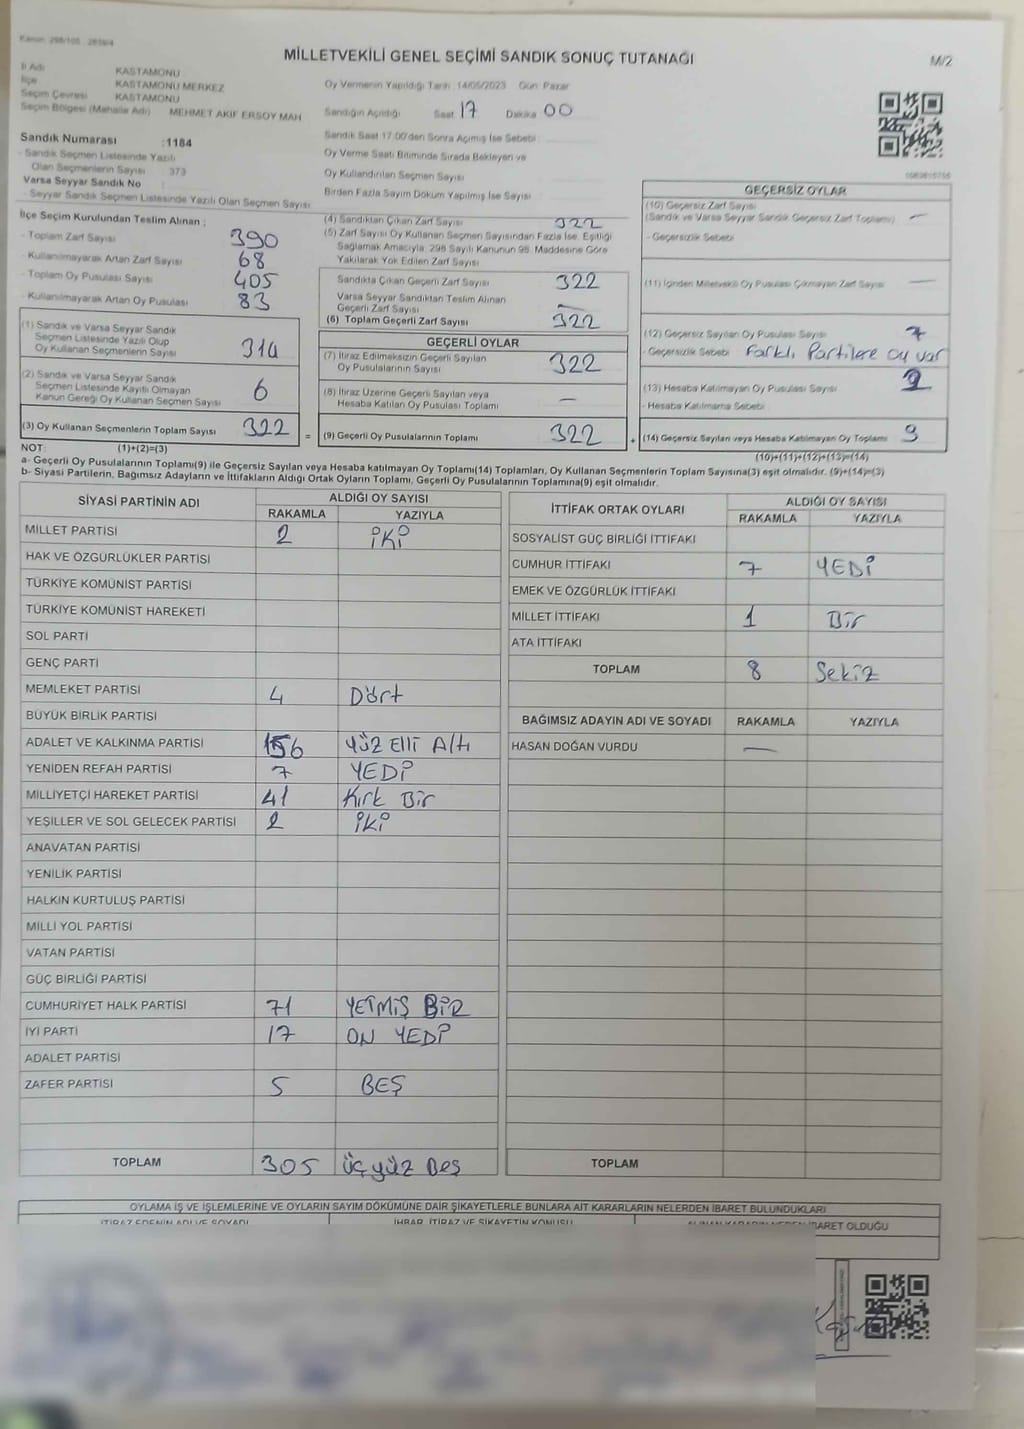 MİLLETVEKİLİ GENEL SEÇİMİ SANDIK SONUÇ TUTANAĞI
M/2
İl Adı KASTAMONU
İlçe KASTAMONU MERKEZ
Seçim Çevresi KASTAMONU
Seçim Bölgesi (Mahalle Adı) MEHMET AKİF ERSOY MAH
Sandık Numarası :1184
- Sandık Seçmen Listesinde Yazılı
Olan Seçmenlerin Sayısı : 373
Varsa Seyyar Sandık No
- Seyyar Sandık Seçmen Listesinde Yazılı Olan Seçmen Sayısı
Oy Vermenin Yapıldığı Tarih 14/05/2023 Gün Pazar
Sandığın Açıldığı Saat 17 Dakika 00
Sandık Saat 17.00'den Sonra Açılmış İse Sebebi
Oy Verme Saati Bitiminde Sırada Bekleyen ve
Oy Kullandırılan Seçmen Sayısı
Birden Fazla Sayım Döküm Yapılmış İse Sayısı
İlçe Seçim Kurulundan Teslim Alınan ;
- Toplam Zarf Sayısı 390
- Kullanılmayarak Artan Zarf Sayısı 68
- Toplam Oy Pusulası Sayısı 405
- Kullanılmayarak Artan Oy Pusulası 83
(1) Sandık ve Varsa Seyyar Sandık
Seçmen Listesinde Yazılı Olup
Oy Kullanan Seçmenlerin Sayısı
(2) Sandık ve Varsa Seyyar Sandık
Seçmen Listesinde Kayıtlı Olmayan
Kanun Gereği Oy Kullanan Seçmen Sayısı 6
(3) Oy Kullanan Seçmenlerin Toplam Sayısı 322
(4) Sandıktan Çıkan Zarf Sayısı 322
(5) Zarf Sayısı Oy Kullanan Seçmen Sayısından Fazla İse, Eşitliği
Sağlamak Amacıyla, 298 Sayılı Kanunun 98. Maddesine Göre
Yakılarak Yok Edilen Zarf Sayısı
Sandıkta Çıkan Geçerli Zarf Sayısı 322
Varsa Seyyar Sandıktan Teslim Alınan
Geçerli Zarf Sayısı —
(6) Toplam Geçerli Zarf Sayısı 322
GEÇERLİ OYLAR
(7) İtiraz Edilmeksizin Geçerli Sayılan
Oy Pusulalarının Sayısı 322
(8) İtiraz Üzerine Geçerli Sayılan veya
Hesaba Katılan Oy Pusulası Toplamı —
= (9) Geçerli Oy Pusulalarının Toplamı 322 +
GEÇERSİZ OYLAR
(10) Geçersiz Zarf Sayısı
(Sandık ve Varsa Seyyar Sandık Geçersiz Zarf Toplamı) —
- Geçersizlik Sebebi
(11) İçinden Milletvekili Oy Pusulası Çıkmayan Zarf Sayısı —
(12) Geçersiz Sayılan Oy Pusulası Sayısı 7
- Geçersizlik Sebebi Farklı Partilere oy var
(13) Hesaba Katılmayan Oy Pusulası Sayısı 2
- Hesaba Katılmama Sebebi
(14) Geçersiz Sayılan veya Hesaba Katılmayan Oy Toplamı 9
NOT: (1)+(2)=(3)
(10)+(11)+(12)+(13)=(14)
a- Geçerli Oy Pusulalarının Toplamı(9) ile Geçersiz Sayılan veya Hesaba katılmayan Oy Toplamı(14) Toplamları, Oy Kullanan Seçmenlerin Toplam Sayısına(3) eşit olmalıdır. (9)+(14)=(3)
b- Siyasi Partilerin, Bağımsız Adayların ve İttifakların Aldığı Ortak Oyların Toplamı, Geçerli Oy Pusulalarının Toplamına(9) eşit olmalıdır.
SİYASİ PARTİNİN ADI ALDIĞI OY SAYISI
RAKAMLA YAZIYLA
MİLLET PARTİSİ 2 İKİ
HAK VE ÖZGÜRLÜKLER PARTİSİ
TÜRKİYE KOMÜNİST PARTİSİ
TÜRKİYE KOMÜNİST HAREKETİ
SOL PARTİ
GENÇ PARTİ
MEMLEKET PARTİSİ 4 Dört
BÜYÜK BİRLİK PARTİSİ
ADALET VE KALKINMA PARTİSİ 156 YÜZ Elli Altı
YENİDEN REFAH PARTİSİ 7 YEDİ
MİLLİYETÇİ HAREKET PARTİSİ 41 Kırk Bir
YEŞİLLER VE SOL GELECEK PARTİSİ 2 İKİ
ANAVATAN PARTİSİ
YENİLİK PARTİSİ
HALKIN KURTULUŞ PARTİSİ
MİLLİ YOL PARTİSİ
VATAN PARTİSİ
GÜÇ BİRLİĞİ PARTİSİ
CUMHURİYET HALK PARTİSİ 71 YETMİŞ BİR
İYİ PARTİ 17 ON YEDİ
ADALET PARTİSİ
ZAFER PARTİSİ 5 BEŞ
TOPLAM 305 üçyüz Beş
İTTİFAK ORTAK OYLARI ALDIĞI OY SAYISI
RAKAMLA YAZIYLA
SOSYALİST GÜÇ BİRLİĞİ İTTİFAKI
CUMHUR İTTİFAKI 7 YEDİ
EMEK VE ÖZGÜRLÜK İTTİFAKI
MİLLET İTTİFAKI 1 Bir
ATA İTTİFAKI
TOPLAM 8 Sekiz
BAĞIMSIZ ADAYIN ADI VE SOYADI RAKAMLA YAZIYLA
HASAN DOĞAN VURDU —
TOPLAM
OYLAMA İŞ VE İŞLEMLERİNE VE OYLARIN SAYIM DÖKÜMÜNE DAİR ŞİKAYETLERLE BUNLARA AİT KARARLARIN NELERDEN İBARET BULUNDUKLARI
İTİRAZ EDENİN ADI VE SOYADI İHBAR, İTİRAZ VE ŞİKAYETİN KONUSU
İBARET OLDUĞU